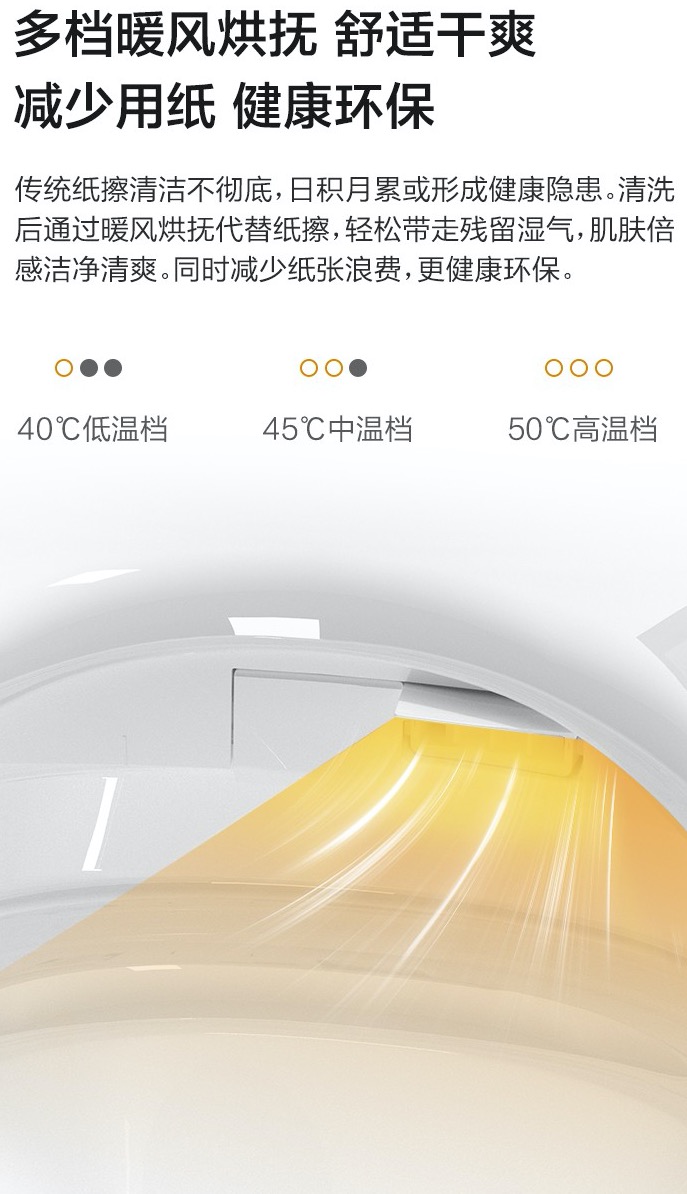 多档暖风烘抚 舒适干爽
减少用纸 健康环保
传统纸擦清洁不彻底,日积月累或形成健康隐患。清洗
后通过暖风烘抚代替纸擦,轻松带走残留湿气,肌肤倍
感洁净清爽。同时减少纸张浪费,更健康环保。
40℃低温档
45℃中温档
50℃高温档